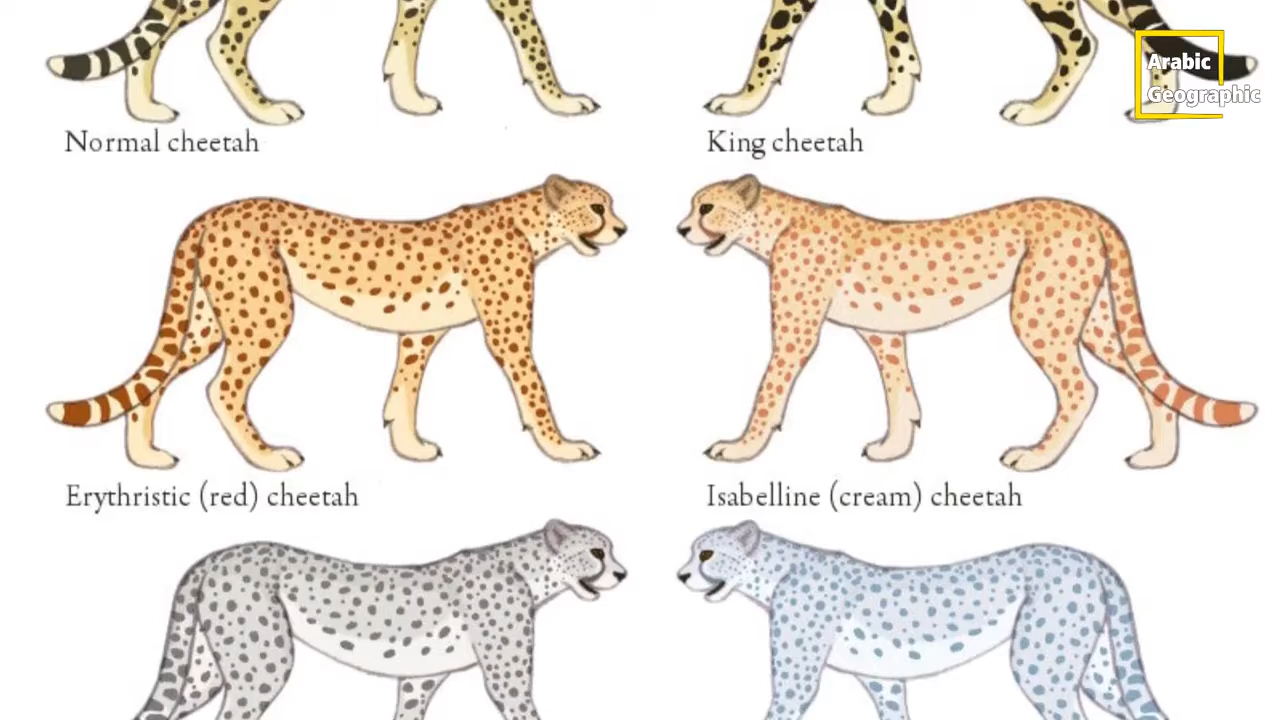 Arabic
Geographic
Normal cheetah
King cheetah
Erythristic (red) cheetah
Isabelline (cream) cheetah